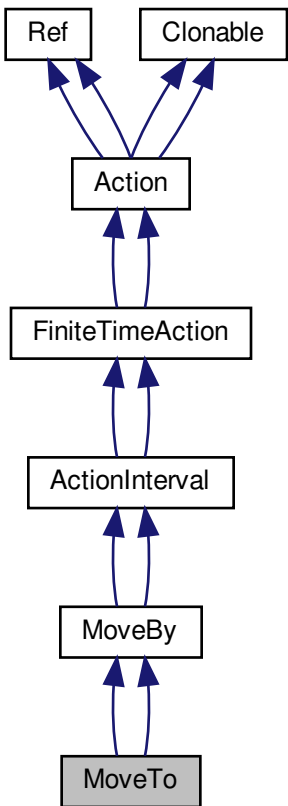 Ref
Clonable
Action
FiniteTimeAction
ActionInterval
MoveBy
MoveTo